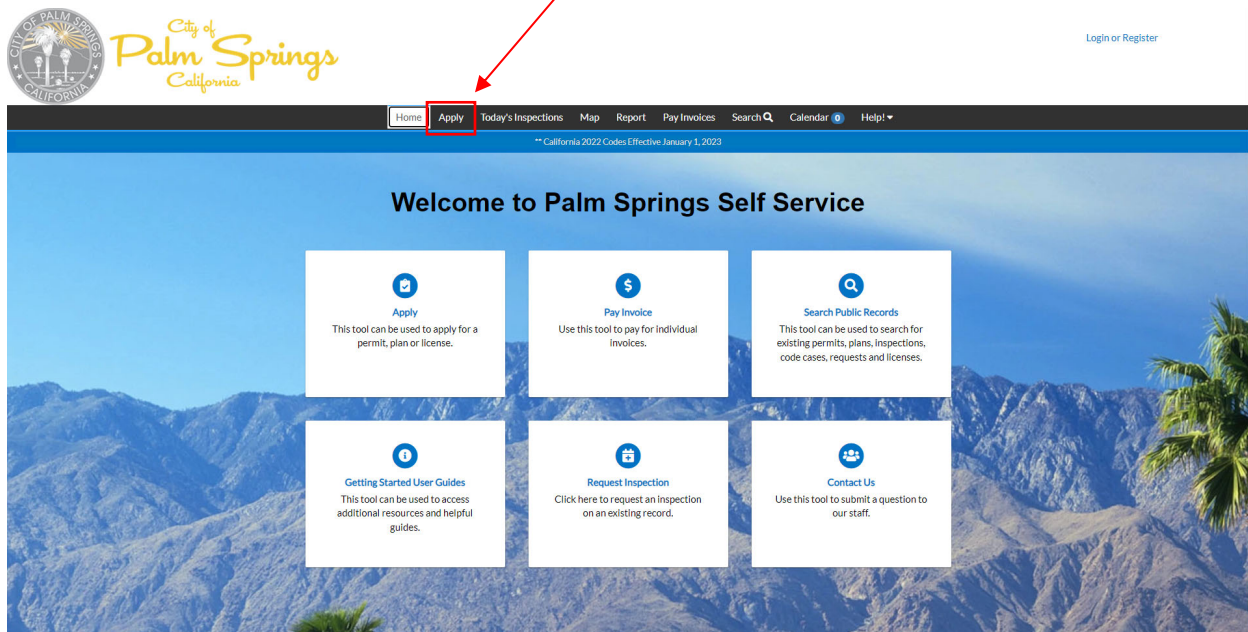 CITY OF PALM SPRINGS
CALIFORNIA
City of
Palm Springs
California
Login or Register
Home Apply Today's Inspections Map Report Pay Invoices Search Calendar 0 Help!
** California 2022 Codes Effective January 1, 2023
Welcome to Palm Springs Self Service
Apply
This tool can be used to apply for a
permit, plan or license.
Pay Invoice
Use this tool to pay for individual
invoices.
Search Public Records
This tool can be used to search for
existing permits, plans, inspections,
code cases, requests and licenses.
Getting Started User Guides
This tool can be used to access
additional resources and helpful
guides.
Request Inspection
Click here to request an inspection
on an existing record.
Contact Us
Use this tool to submit a question to
our staff.